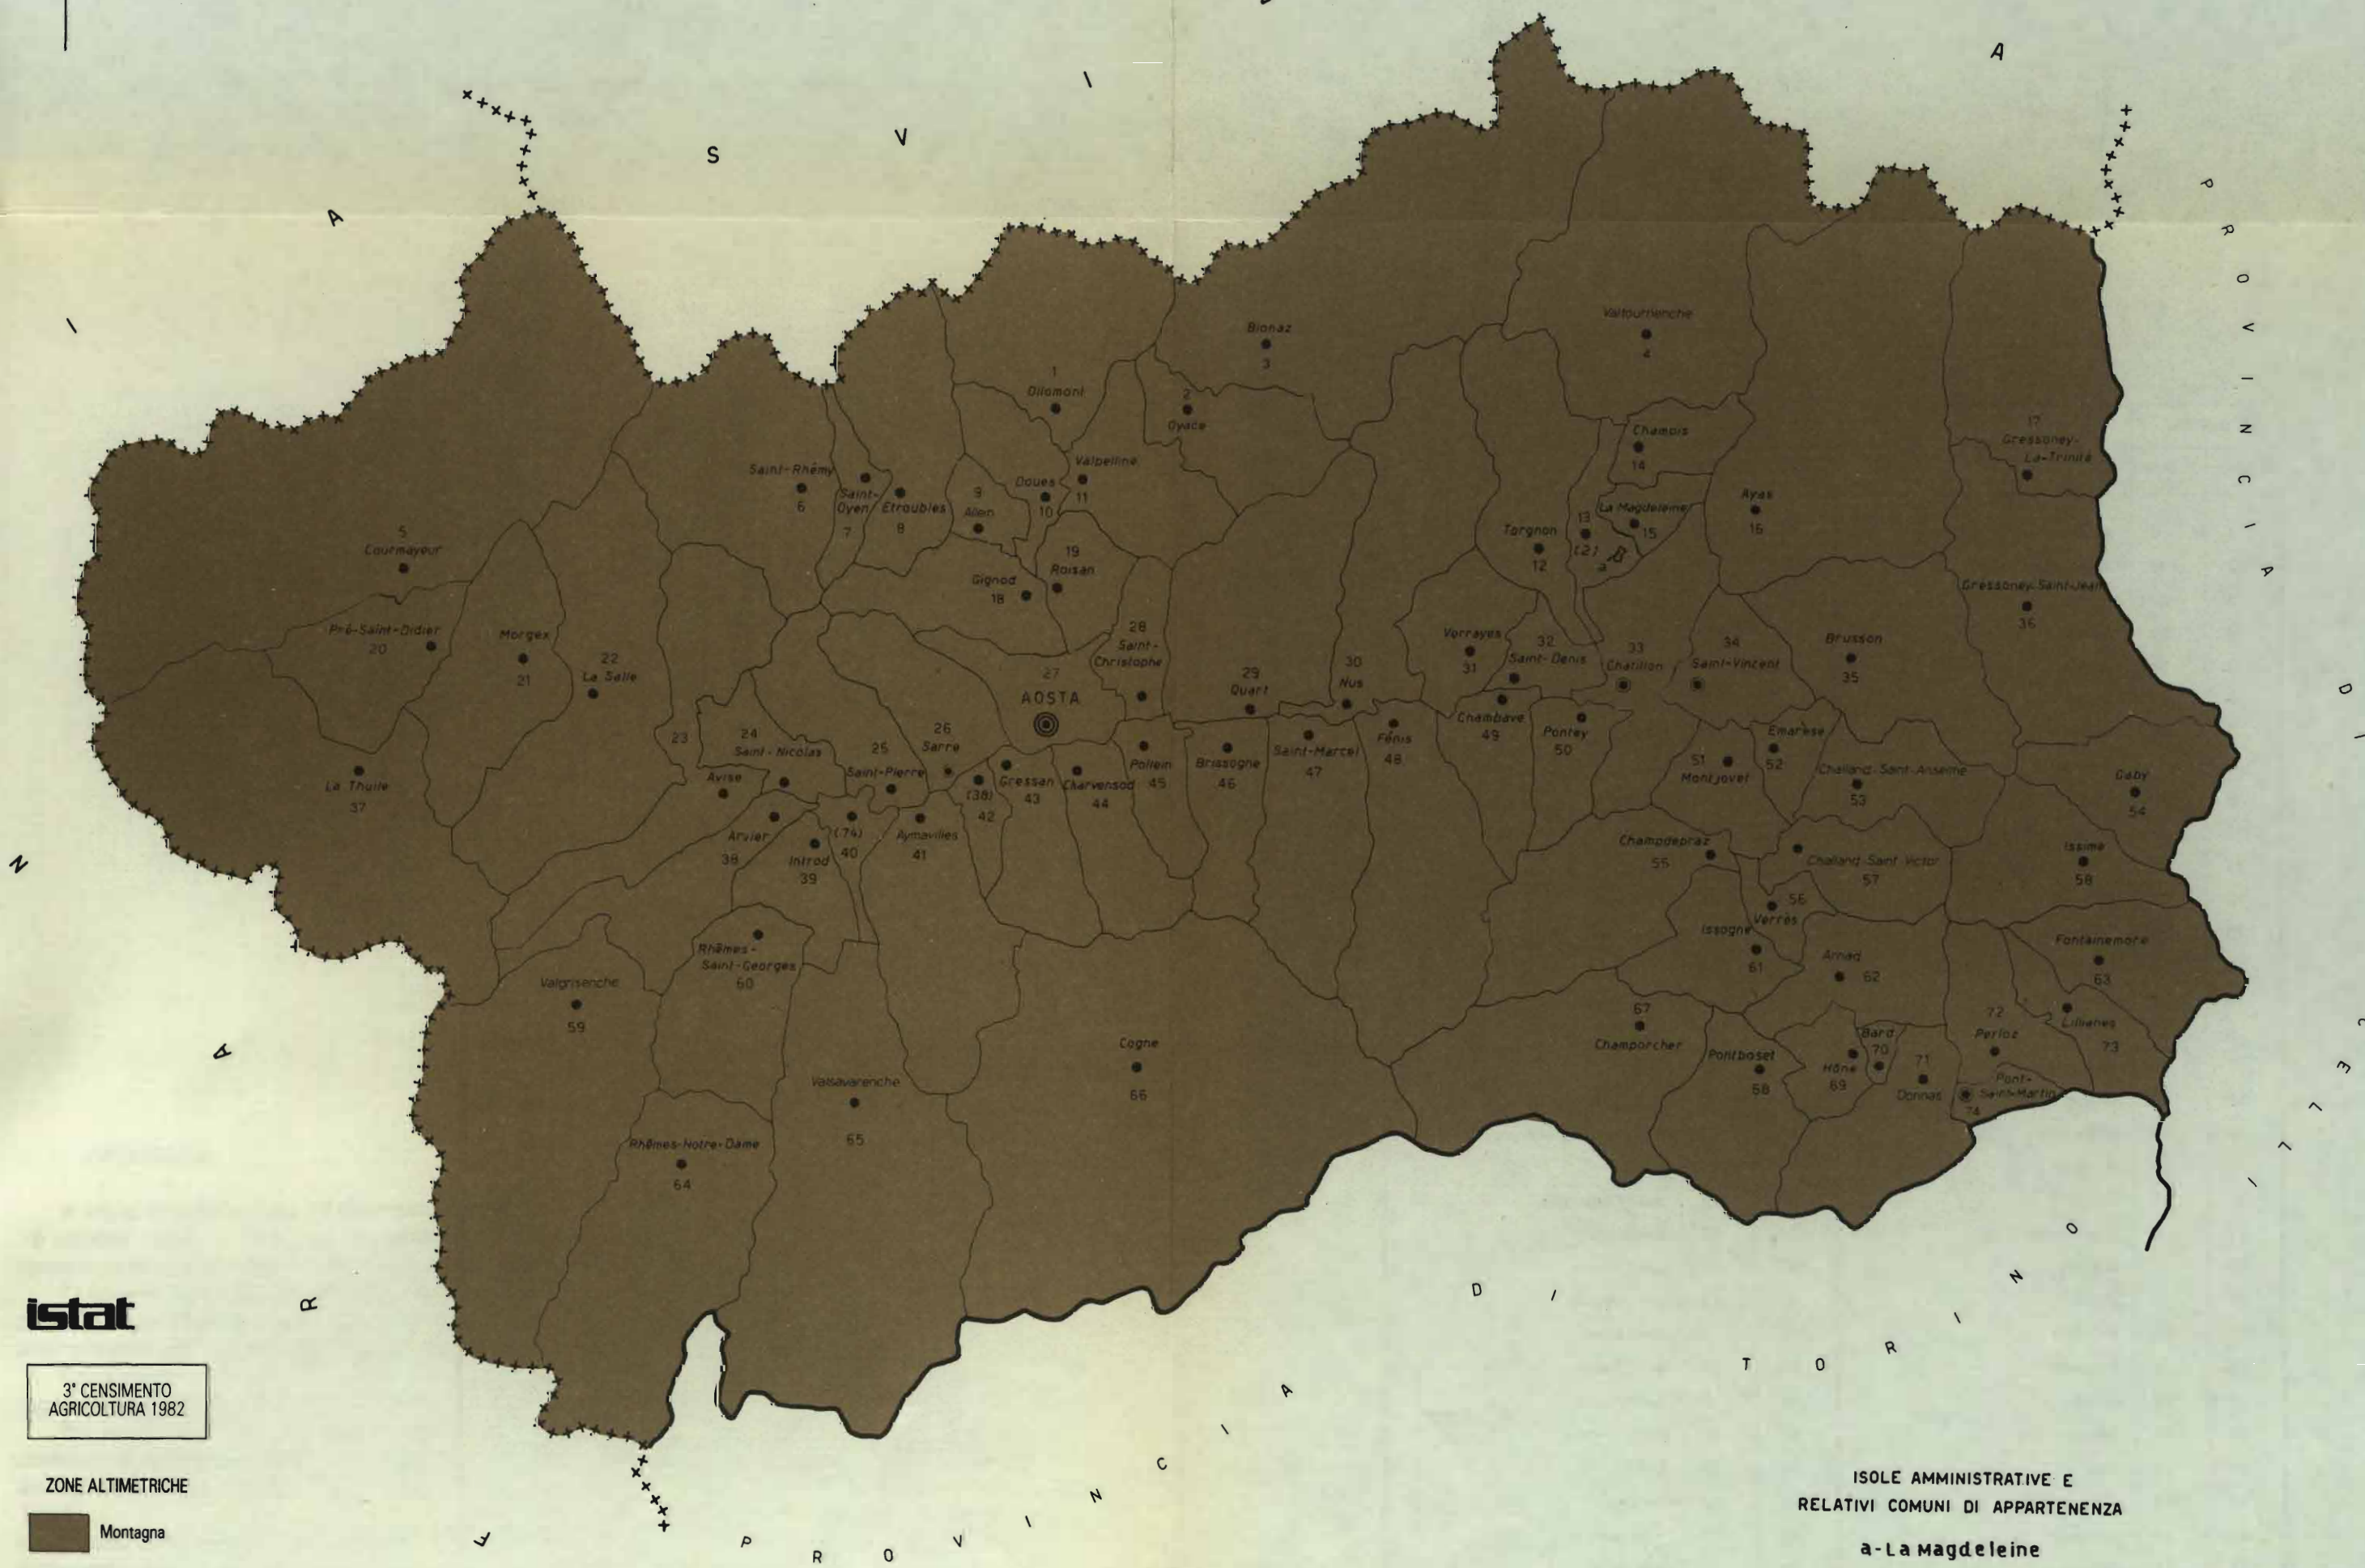 S V I Z Z E R A
F R A N C I A
PROVINCIA DI VERCELLI
Bionaz
3
Valtournenche
4
1
Ollomont
2
Oyace
Champis
14
17
Gressoney-
La-Trinité
Saint-Rhémy
6
Saint-
Oyen
7
Etroubles
8
9
Allein
Doues
10
Valpelline
11
La Magdeleine
15
13
(2)
a
Ayas
16
Torgnon
12
5
Courmayeur
19
Roisan
Gignod
18
Gressoney-Saint-Jean
36
Pré-Saint-Didier
20
Morgex
21
22
La Salle
28
Saint-
Christophe
27
AOSTA
29
Quart
30
Nus
Verrayes
31
32
Saint-Denis
33
Chatillon
34
Saint-Vincent
Brusson
35
23
Avise
24
Saint-Nicolas
25
Saint-Pierre
26
Sarre
Chambave
49
Pontey
50
La Thuile
37
(38)
42
Gressan
43
Charvensod
44
Pollein
45
Brissogne
46
Saint-Marcel
47
Fénis
48
51
Montjovet
Emarèse
52
Challand-Saint-Anselme
53
Gaby
54
Arvier
38
Introd
39
(74)
40
Aymavilles
41
Champdepraz
55
Challand-Saint-Victor
57
56
Verrès
Issime
58
Issogne
61
Arnad
62
Fontainemore
63
Rhêmes-
Saint-Georges
60
Valgrisenche
59
Cogne
66
67
Champorcher
Pontboset
68
Hône
69
Bard
70
71
Donnas
72
Perloz
Lillianes
73
Pont-
Saint-Martin
74
Valsavarenche
65
Rhêmes-Notre-Dame
64
PROVINCIA DI TORINO
istat
3° CENSIMENTO
AGRICOLTURA 1982
ZONE ALTIMETRICHE
Montagna
ISOLE AMMINISTRATIVE E
RELATIVI COMUNI DI APPARTENENZA
a-La Magdeleine